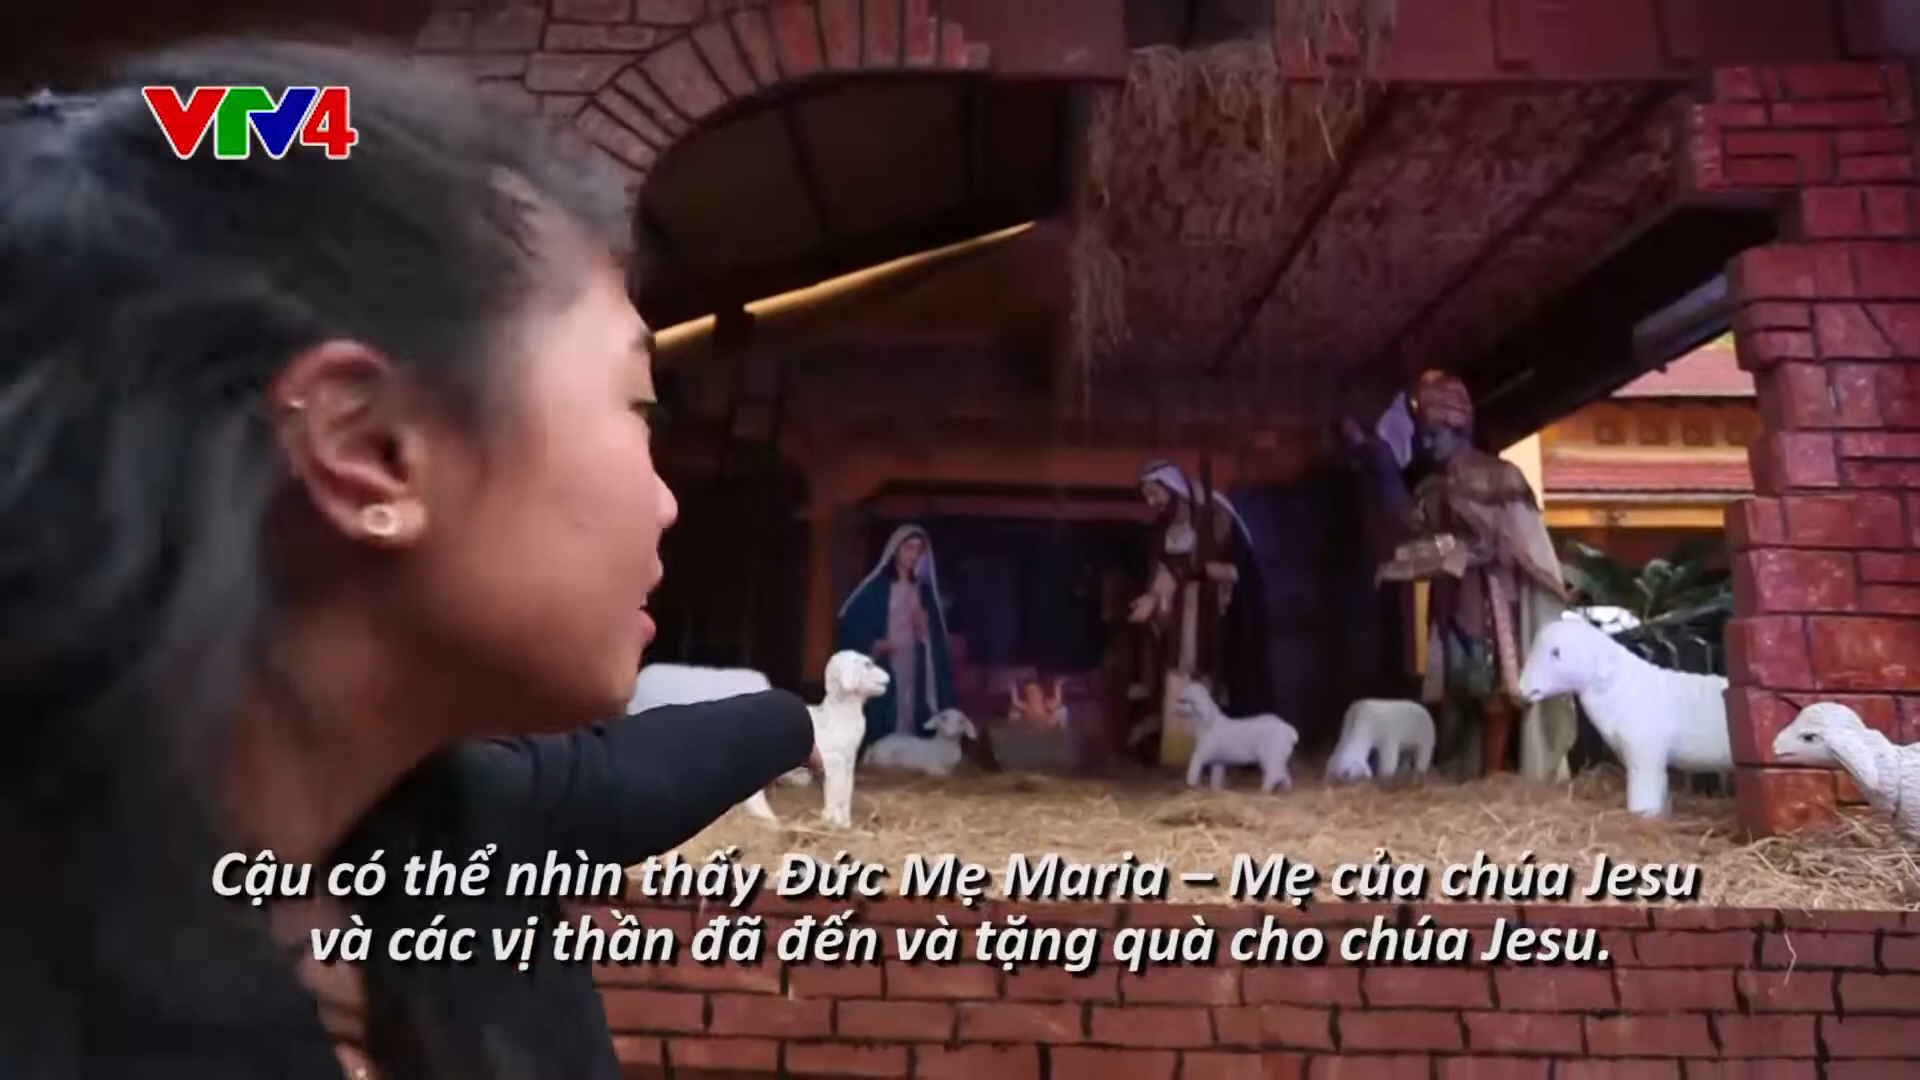 VTV4
Cậu có thể nhìn thấy Đức Mẹ Maria – Mẹ của chúa Jesu
và các vị thần đã đến và tặng quà cho chúa Jesu.